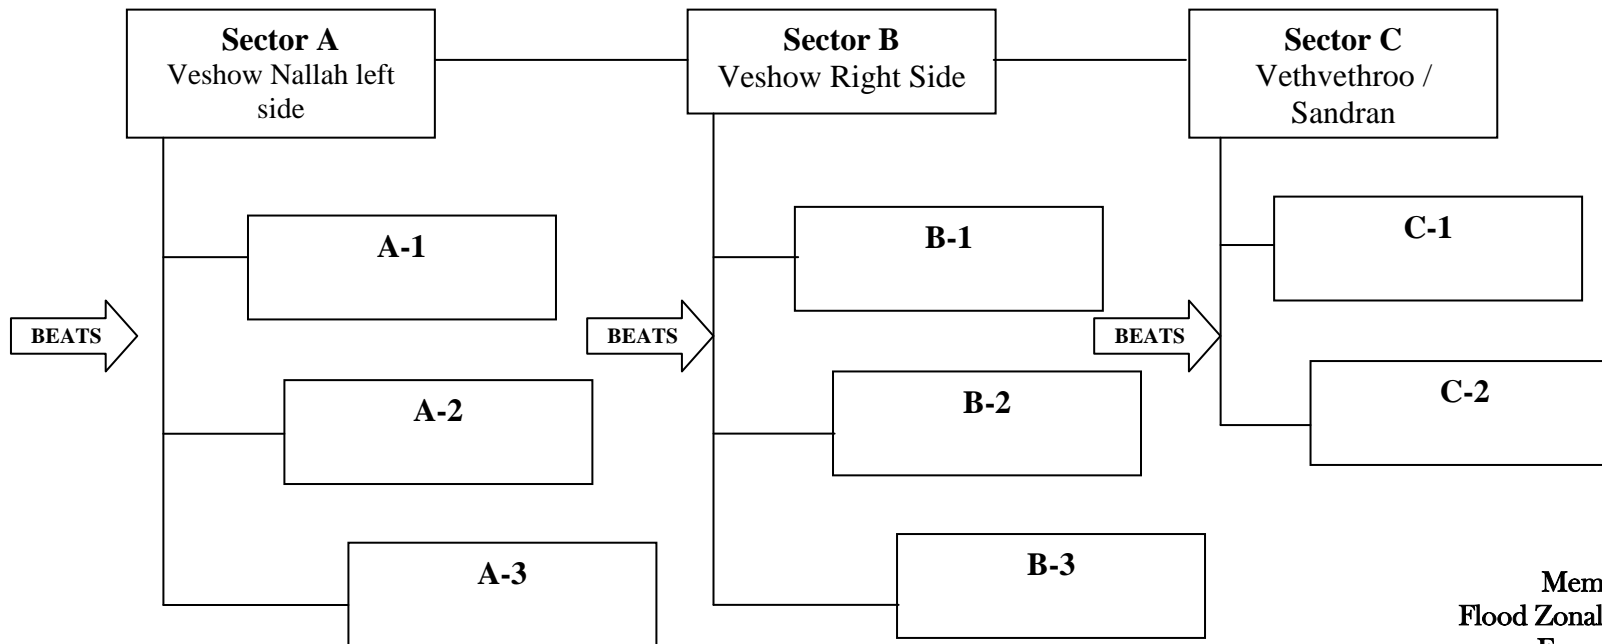 Sector A
Veshow Nallah left
side
Sector B
Veshow Right Side
Sector C
Vethvethroo /
Sandran
A-1
B-1
C-1
BEATS
BEATS
BEATS
A-2
B-2
C-2
A-3
B-3
Flood Zonal